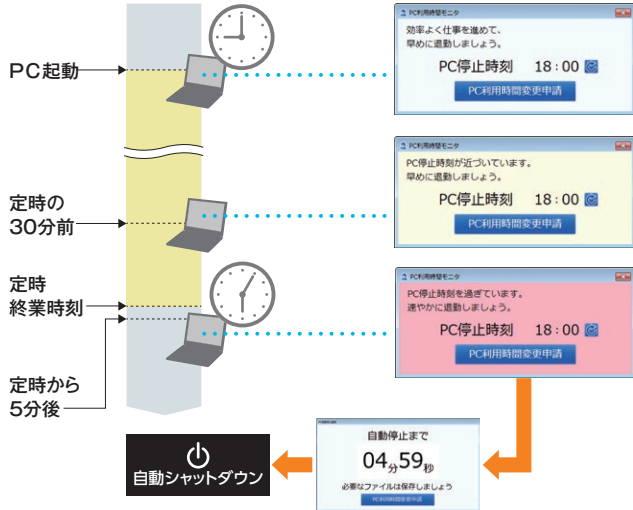 PC起動
PC利用時間モニタ
効率よく仕事を進めて、
早めに退勤しましょう。
PC停止時刻 18：00
PC利用時間変更申請
定時の
30分前
PC利用時間モニタ
PC停止時刻が近づいています。
早めに退勤しましょう。
PC停止時刻 18：00
PC利用時間変更申請
定時
終業時刻
定時から
5分後
PC利用時間モニタ
PC停止時刻を過ぎています。
速やかに退勤しましょう。
PC停止時刻 18：00
PC利用時間変更申請
自動停止まで
04分59秒
必要なファイルは保存しましょう
PC利用時間変更申請
自動シャットダウン